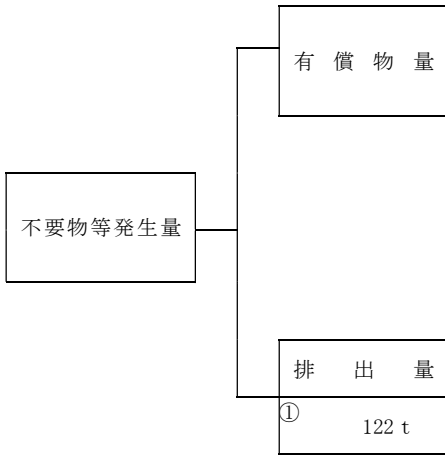 有償物量
不要物等発生量
排出量
①
122 t